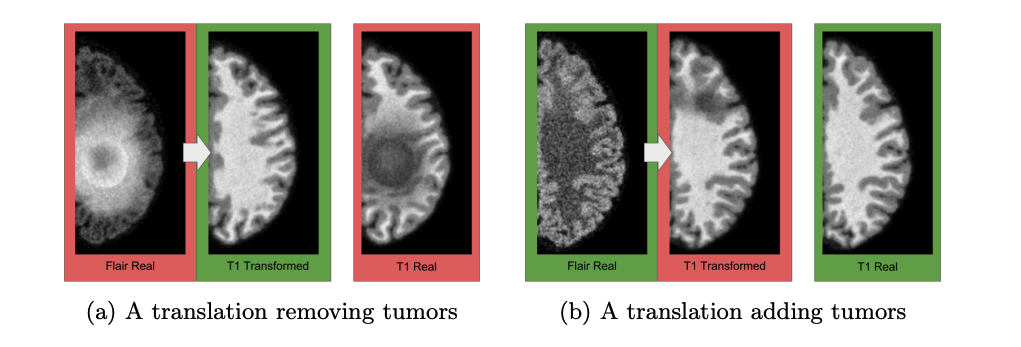 Flair Real
T1 Transformed
T1 Real
(a) A translation removing tumors
Flair Real
T1 Transformed
T1 Real
(b) A translation adding tumors